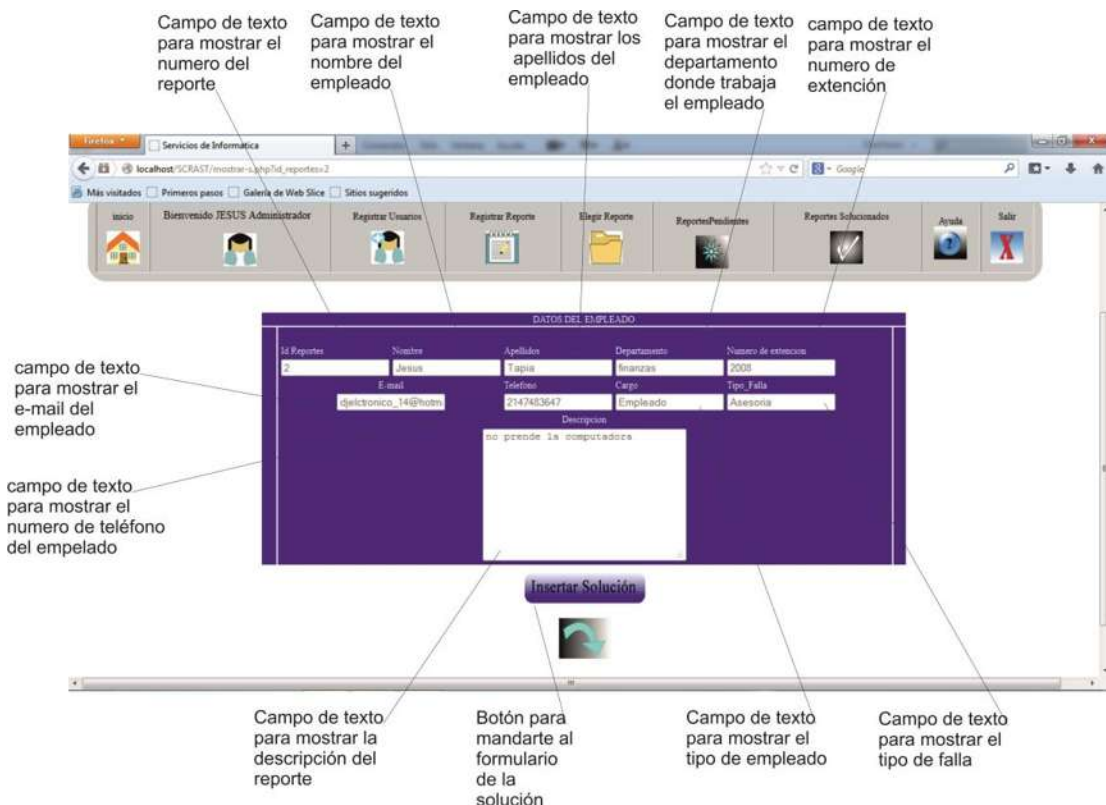 Campo de texto
para mostrar el
numero del
reporte
Campo de texto
para mostrar el
nombre del
empleado
Campo de texto
para mostrar los
apellidos del
empleado
Campo de texto
para mostrar el
departamento
donde trabaja
el empleado
campo de texto
para mostrar el
numero de
extención
Firefox
Servicios de Informatica
localhost/SCRAST/mostrar-s.php?id_reportes=2
Google
Más visitados Primeros pasos Galería de Web Slice Sitios sugeridos
inicio Bienvenido JESUS Administrador Registrar Usuarios Registrar Reporte Elegir Reporte ReportesPendientes Reportes Solucionados Ayuda Salir
DATOS DEL EMPLEADO
Id Reportes Nombre Apellidos Departamento Numero de extencion
2 Jesus Tapia finanzas 2008
E-mail Telefono Cargo Tipo_Falla
djelctronico_14@hotm 2147483647 Empleado Asesoria
Descripcion
no prende la computadora
Insertar Solución
campo de texto
para mostrar el
e-mail del
empleado
campo de texto
para mostrar el
numero de teléfono
del empelado
Campo de texto
para mostrar la
descripción del
reporte
Botón para
mandarte al
formulario
de la
solución
Campo de texto
para mostrar el
tipo de empleado
Campo de texto
para mostrar el
tipo de falla